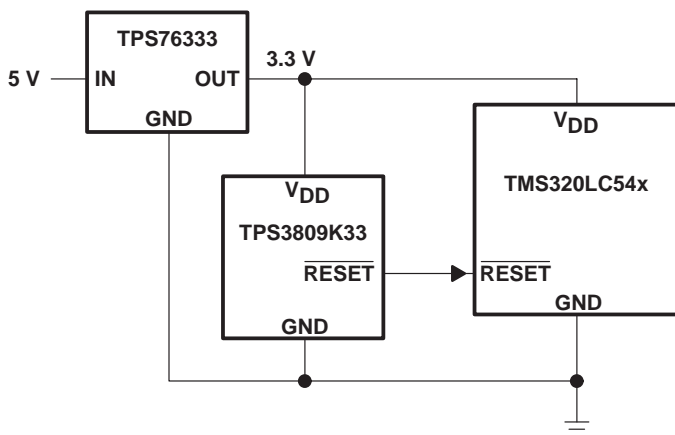 TPS76333
3.3 V
5 V
IN
OUT
GND
VDD
TMS320LC54x
VDD
TPS3809K33
RESET
RESET
GND
GND